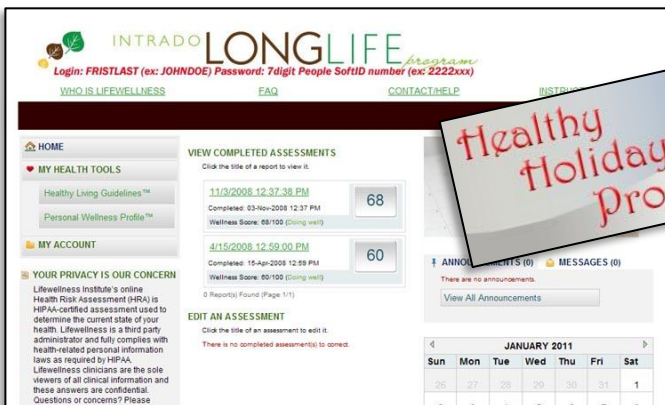 INTRADO LONGLIFE program
Login: FRISTLAST (ex: JOHNDOE) Password: 7digit People SoftID number (ex: 2222xxx)
WHO IS LIFEWELLNESS FAQ CONTACT/HELP
Healthy
Holiday
Pro
HOME
MY HEALTH TOOLS
Healthy Living Guidelines™
Personal Wellness Profile™
MY ACCOUNT
YOUR PRIVACY IS OUR CONCERN
Lifewellness Institute's online
Health Risk Assessment (HRA) is
HIPAA-certified assessment used to
determine the current state of your
health. Lifewellness is a third party
administrator and fully complies with
health-related personal information
laws as required by HIPAA.
Lifewellness clinicians are the sole
viewers of all clinical information and
these answers are confidential.
Questions or concerns? Please
VIEW COMPLETED ASSESSMENTS
Click the title of a report to view it.
11/3/2008 12:37:38 PM
Completed: 03-Nov-2008 12:37 PM
68
Wellness Score: 68/100 (Doing well)
4/15/2008 12:59:00 PM
Completed: 15-Apr-2008 12:59 PM
60
Wellness Score: 60/100 (Doing well)
0 Report(s) Found (Page 1/1)
EDIT AN ASSESSMENT
Click the title of an assessment to edit it.
There is no completed assessment(s) to correct
(0) MESSAGES (0)
There are no announcements.
View All Announcements
JANUARY 2011
Sun Mon Tue Wed Thu Fri Sat
26 27 28 29 30 31 1